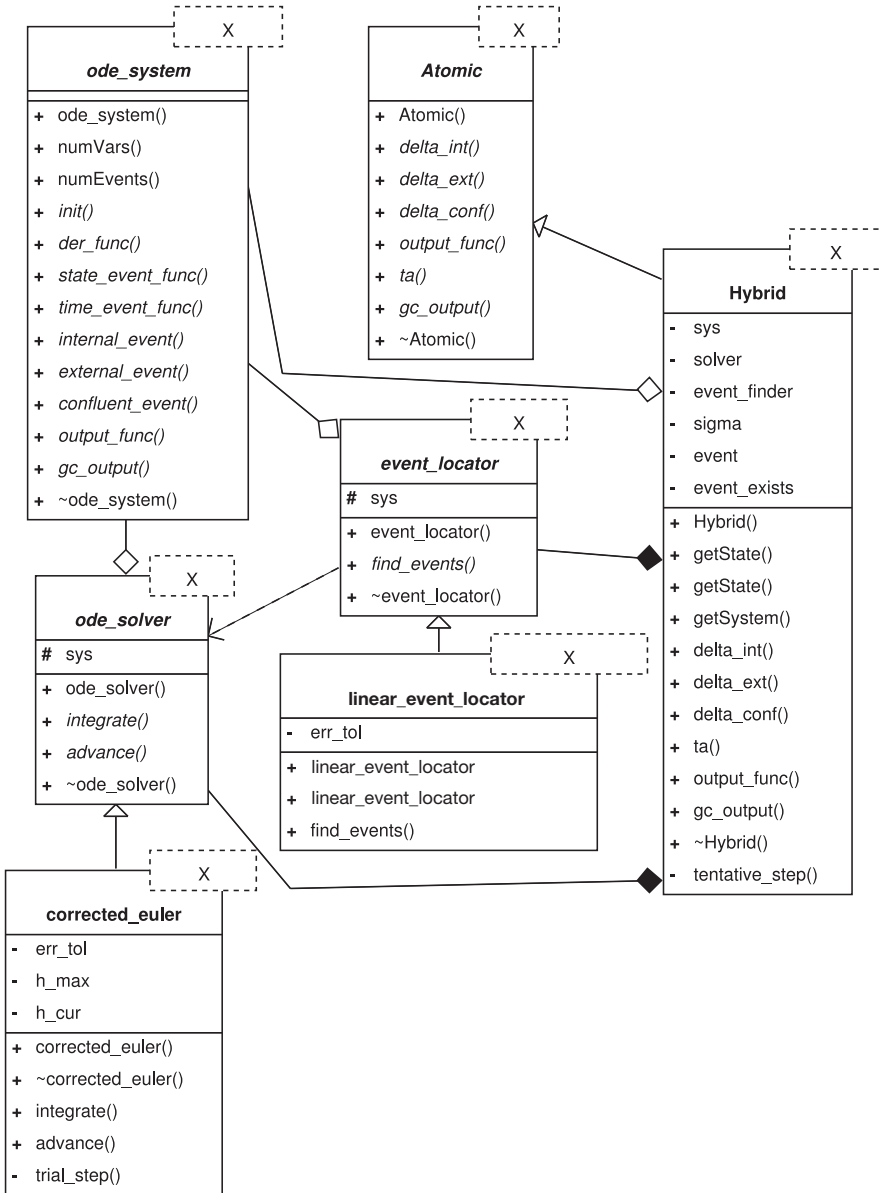 X
ode_system
+ ode_system()
+ numVars()
+ numEvents()
+ init()
+ der_func()
+ state_event_func()
+ time_event_func()
+ internal_event()
+ external_event()
+ confluent_event()
+ output_func()
+ gc_output()
+ ~ode_system()
X
Atomic
+ Atomic()
+ delta_int()
+ delta_ext()
+ delta_conf()
+ output_func()
+ ta()
+ gc_output()
+ ~Atomic()
X
Hybrid
- sys
- solver
- event_finder
- sigma
- event
- event_exists
+ Hybrid()
+ getState()
+ getState()
+ getSystem()
+ delta_int()
+ delta_ext()
+ delta_conf()
+ ta()
+ output_func()
+ gc_output()
+ ~Hybrid()
- tentative_step()
X
event_locator
# sys
+ event_locator()
+ find_events()
+ ~event_locator()
X
ode_solver
# sys
+ ode_solver()
+ integrate()
+ advance()
+ ~ode_solver()
X
linear_event_locator
- err_tol
+ linear_event_locator
+ linear_event_locator
+ find_events()
X
corrected_euler
- err_tol
- h_max
- h_cur
+ corrected_euler()
+ ~corrected_euler()
+ integrate()
+ advance()
- trial_step()